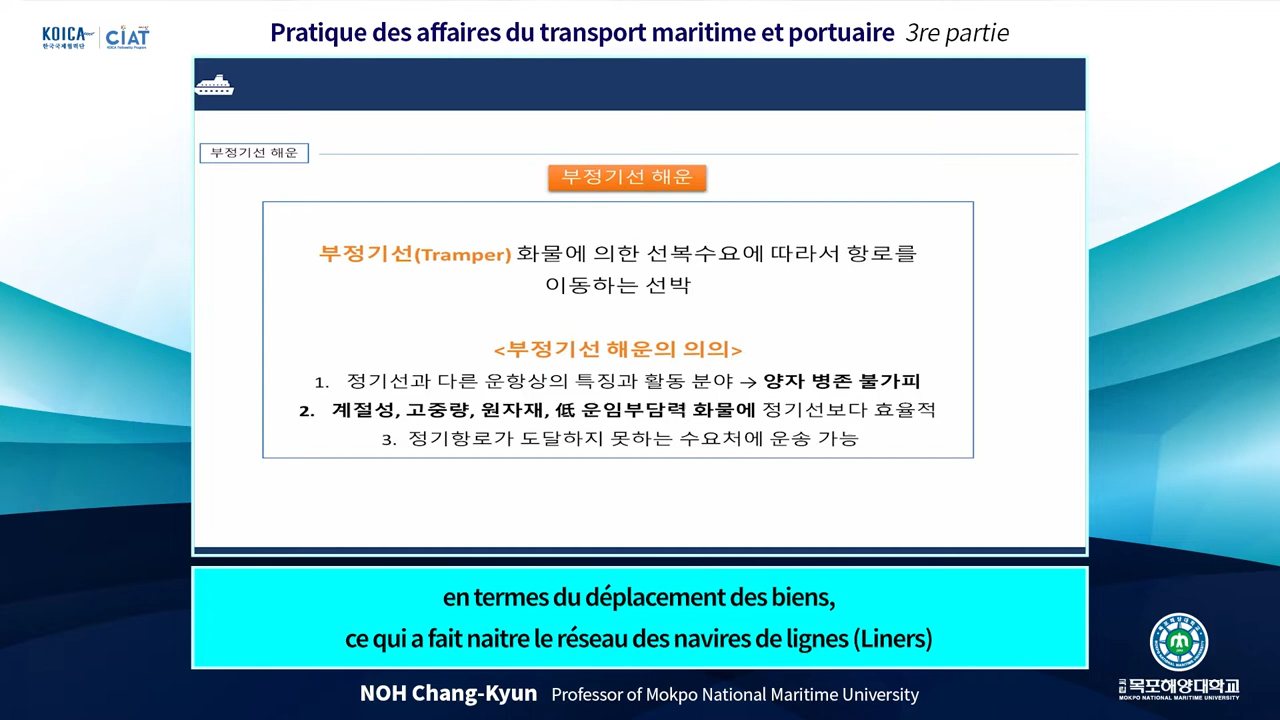 KOICA
한국국제협력단
CIAT
KOICA Fellowship Program
Pratique des affaires du transport maritime et portuaire 3re partie
부정기선 해운
부정기선 해운
부정기선(Tramper) 화물에 의한 선복수요에 따라서 항로를
이동하는 선박
<부정기선 해운의 의의>
1. 정기선과 다른 운항상의 특징과 활동 분야 → 양자 병존 불가피
2. 계절성, 고중량, 원자재, 低 운임부담력 화물에 정기선보다 효율적
3. 정기항로가 도달하지 못하는 수요처에 운송 가능
en termes du déplacement des biens,
ce qui a fait naitre le réseau des navires de lignes (Liners)
NOH Chang-Kyun Professor of Mokpo National Maritime University
국립 목포해양대학교
MOKPO NATIONAL MARITIME UNIVERSITY